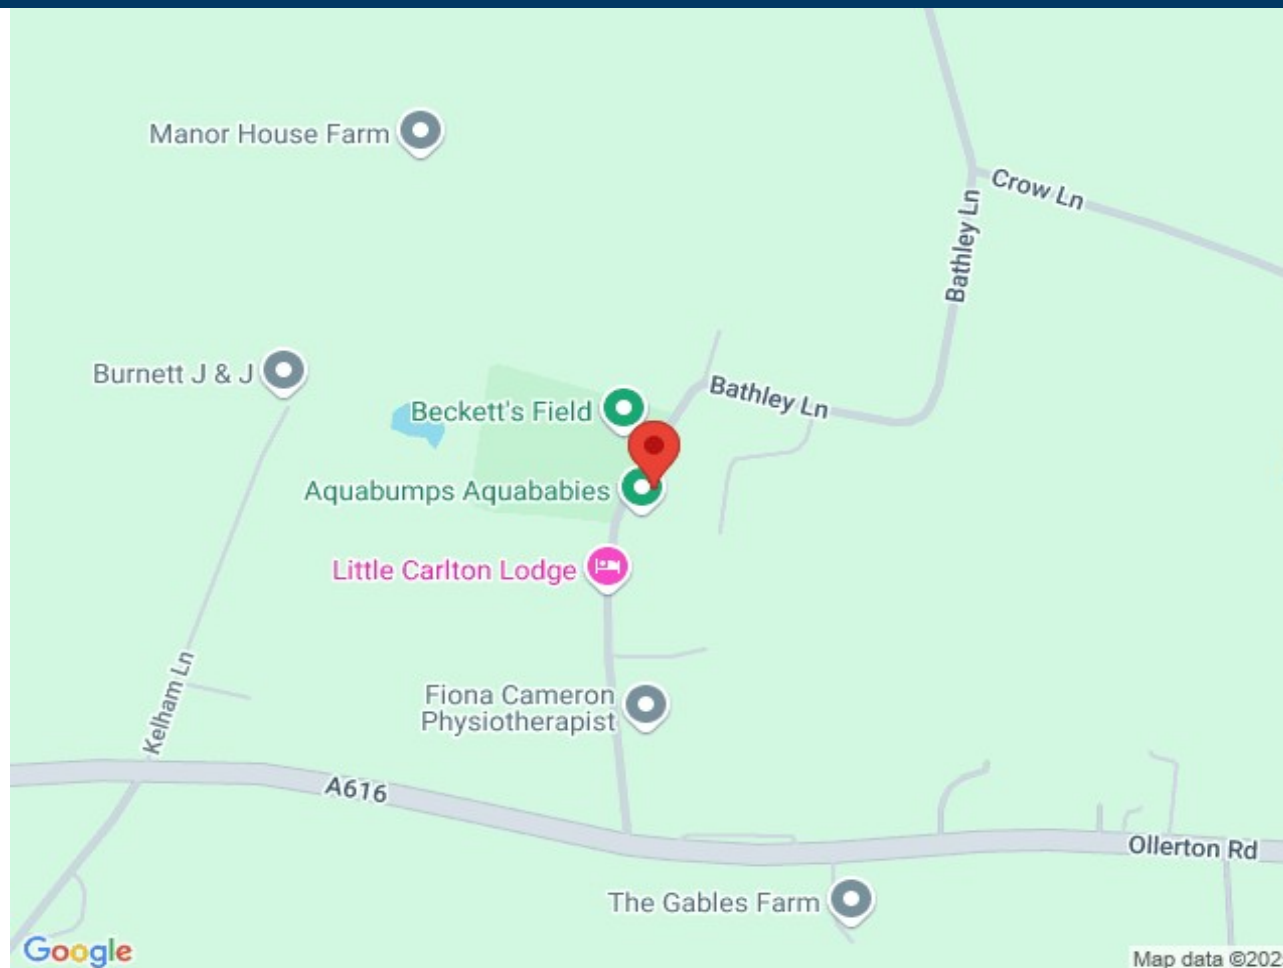 Manor House Farm
Crow Ln
Bathley Ln
Burnett J & J
Bathley Ln
Beckett's Field
Aquabumps Aquababies
Little Carlton Lodge
Kelham Ln
Fiona Cameron
Physiotherapist
A616
Ollerton Rd
The Gables Farm
Google
Map data ©202